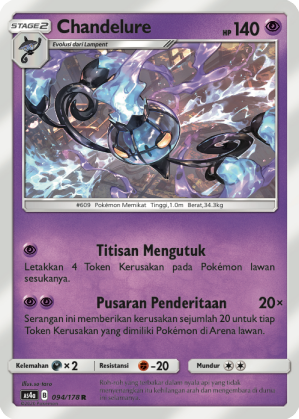 STAGE2 Chandelure HP 140
Evolusi dari Lampent
#609 Pokémon Memikat Tinggi,1.0m Berat,34.3kg
Titisan Mengutuk
Letakkan 4 Token Kerusakan pada Pokémon lawan
sesukanya.
Pusaran Penderitaan 20×
Serangan ini memberikan kerusakan sejumlah 20 untuk tiap
Token Kerusakan yang dimiliki Pokémon di Arena lawan.
Kelemahan ×2 Resistansi -20 Mundur
AS4a B 094/178 R